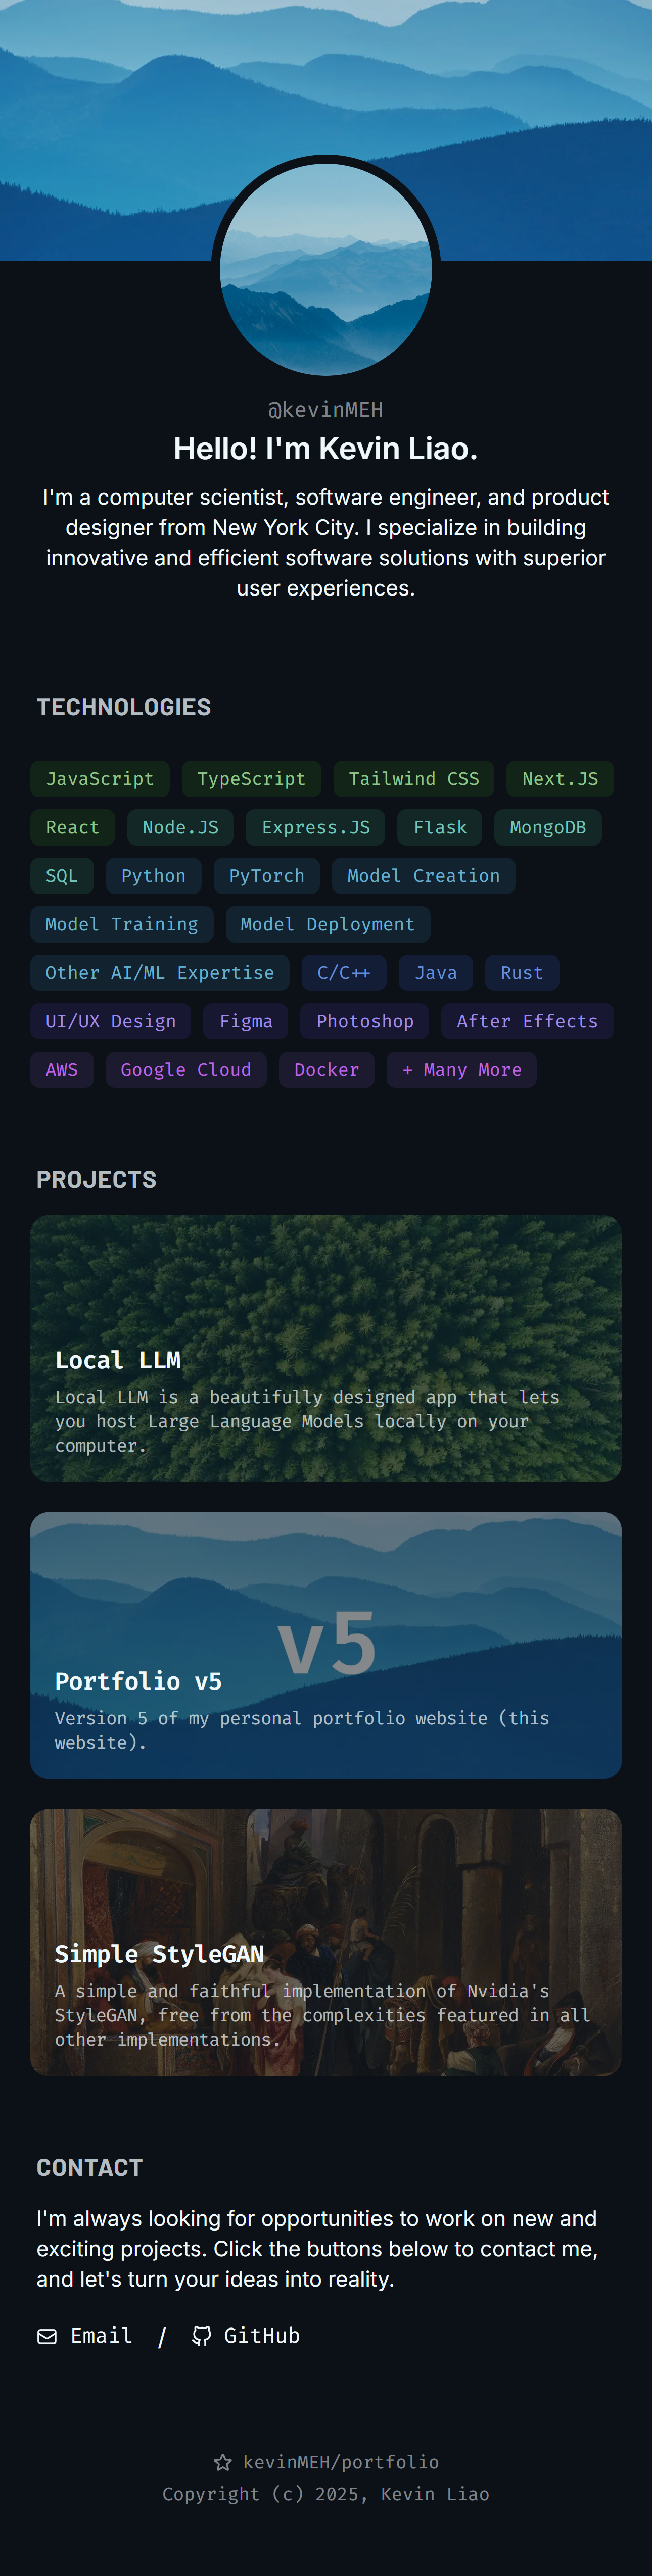 @kevinMEH
Hello! I'm Kevin Liao.
I'm a computer scientist, software engineer, and product
designer from New York City. I specialize in building
innovative and efficient software solutions with superior
user experiences.
TECHNOLOGIES
JavaScript TypeScript Tailwind CSS Next.JS
React Node.JS Express.JS Flask MongoDB
SQL Python PyTorch Model Creation
Model Training Model Deployment
Other AI/ML Expertise C/C++ Java Rust
UI/UX Design Figma Photoshop After Effects
AWS Google Cloud Docker + Many More
PROJECTS
Local LLM
Local LLM is a beautifully designed app that lets
you host Large Language Models locally on your
computer.
v5
Portfolio v5
Version 5 of my personal portfolio website (this
website).
Simple StyleGAN
A simple and faithful implementation of Nvidia's
StyleGAN, free from the complexities featured in all
other implementations.
CONTACT
I'm always looking for opportunities to work on new and
exciting projects. Click the buttons below to contact me,
and let's turn your ideas into reality.
Email / GitHub
kevinMEH/portfolio
Copyright (c) 2025, Kevin Liao